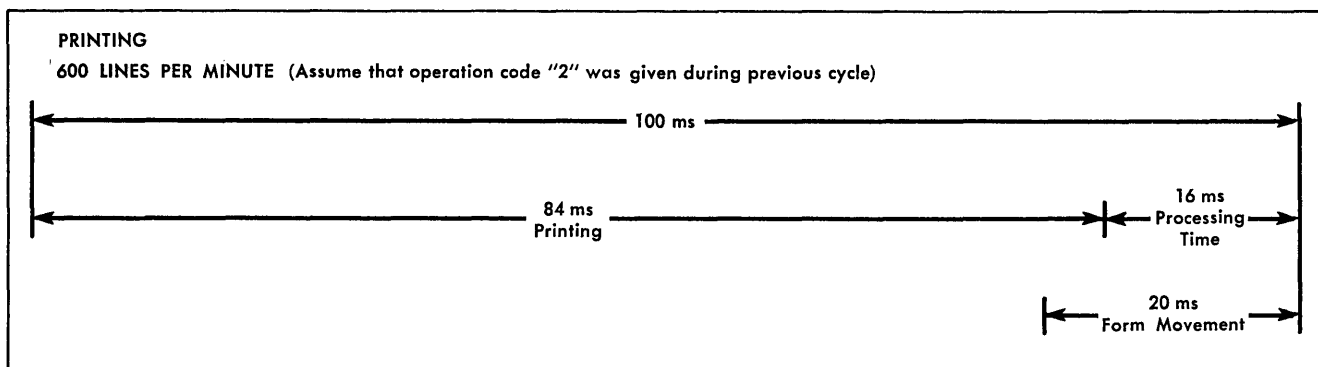 PRINTING
600 LINES PER MINUTE (Assume that operation code "2" was given during previous cycle)
100 ms
84 ms
Printing
16 ms
Processing
Time
20 ms
Form Movement